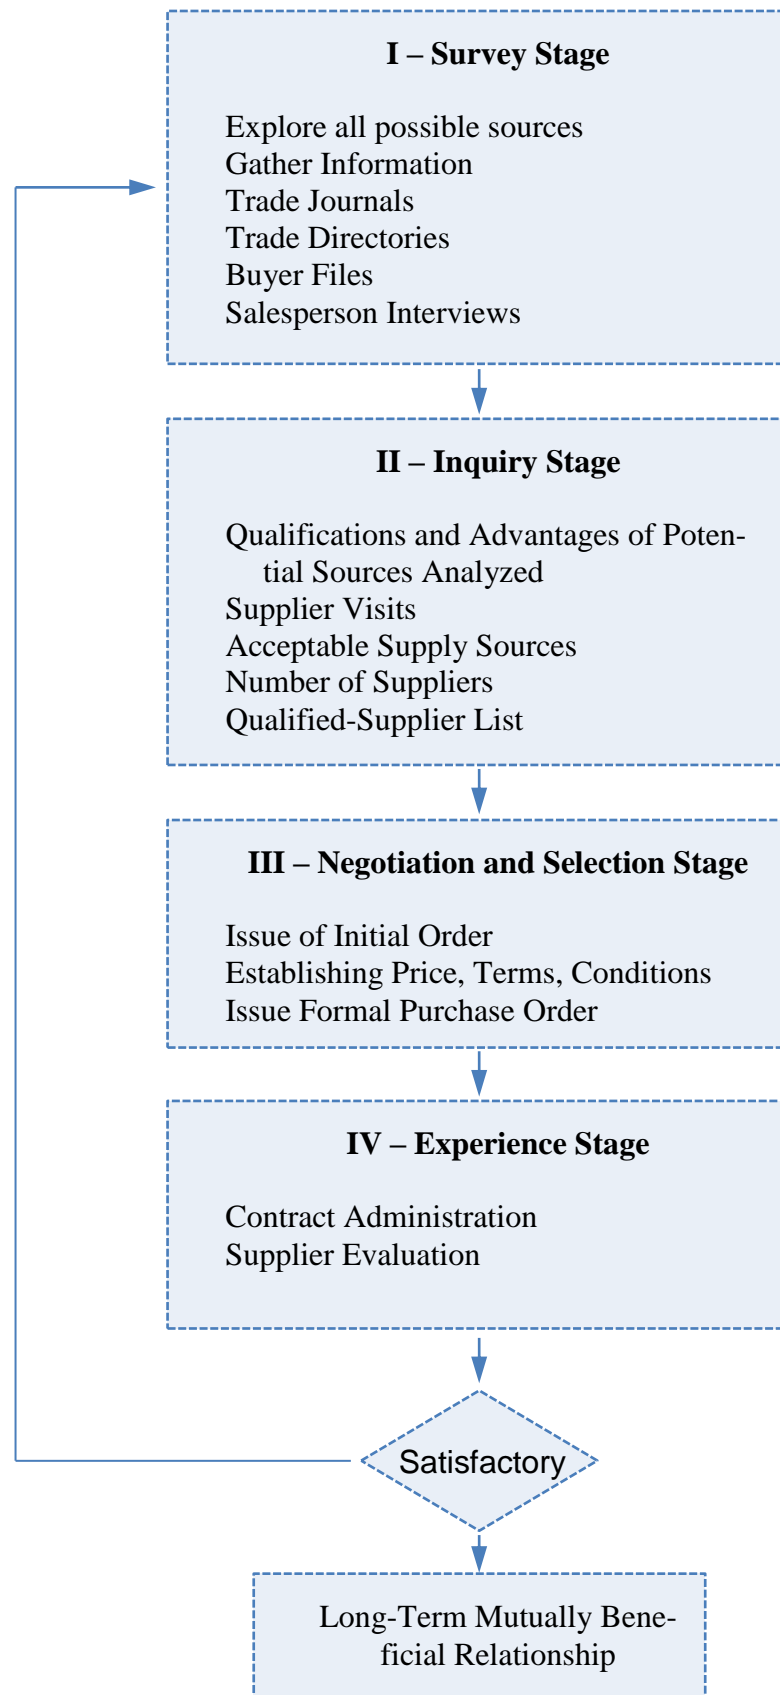 I – Survey Stage
Explore all possible sources
Gather Information
Trade Journals
Trade Directories
Buyer Files
Salesperson Interviews
II – Inquiry Stage
Qualifications and Advantages of Poten-
tial Sources Analyzed
Supplier Visits
Acceptable Supply Sources
Number of Suppliers
Qualified-Supplier List
III – Negotiation and Selection Stage
Issue of Initial Order
Establishing Price, Terms, Conditions
Issue Formal Purchase Order
IV – Experience Stage
Contract Administration
Supplier Evaluation
Satisfactory
Long-Term Mutually Bene-
ficial Relationship